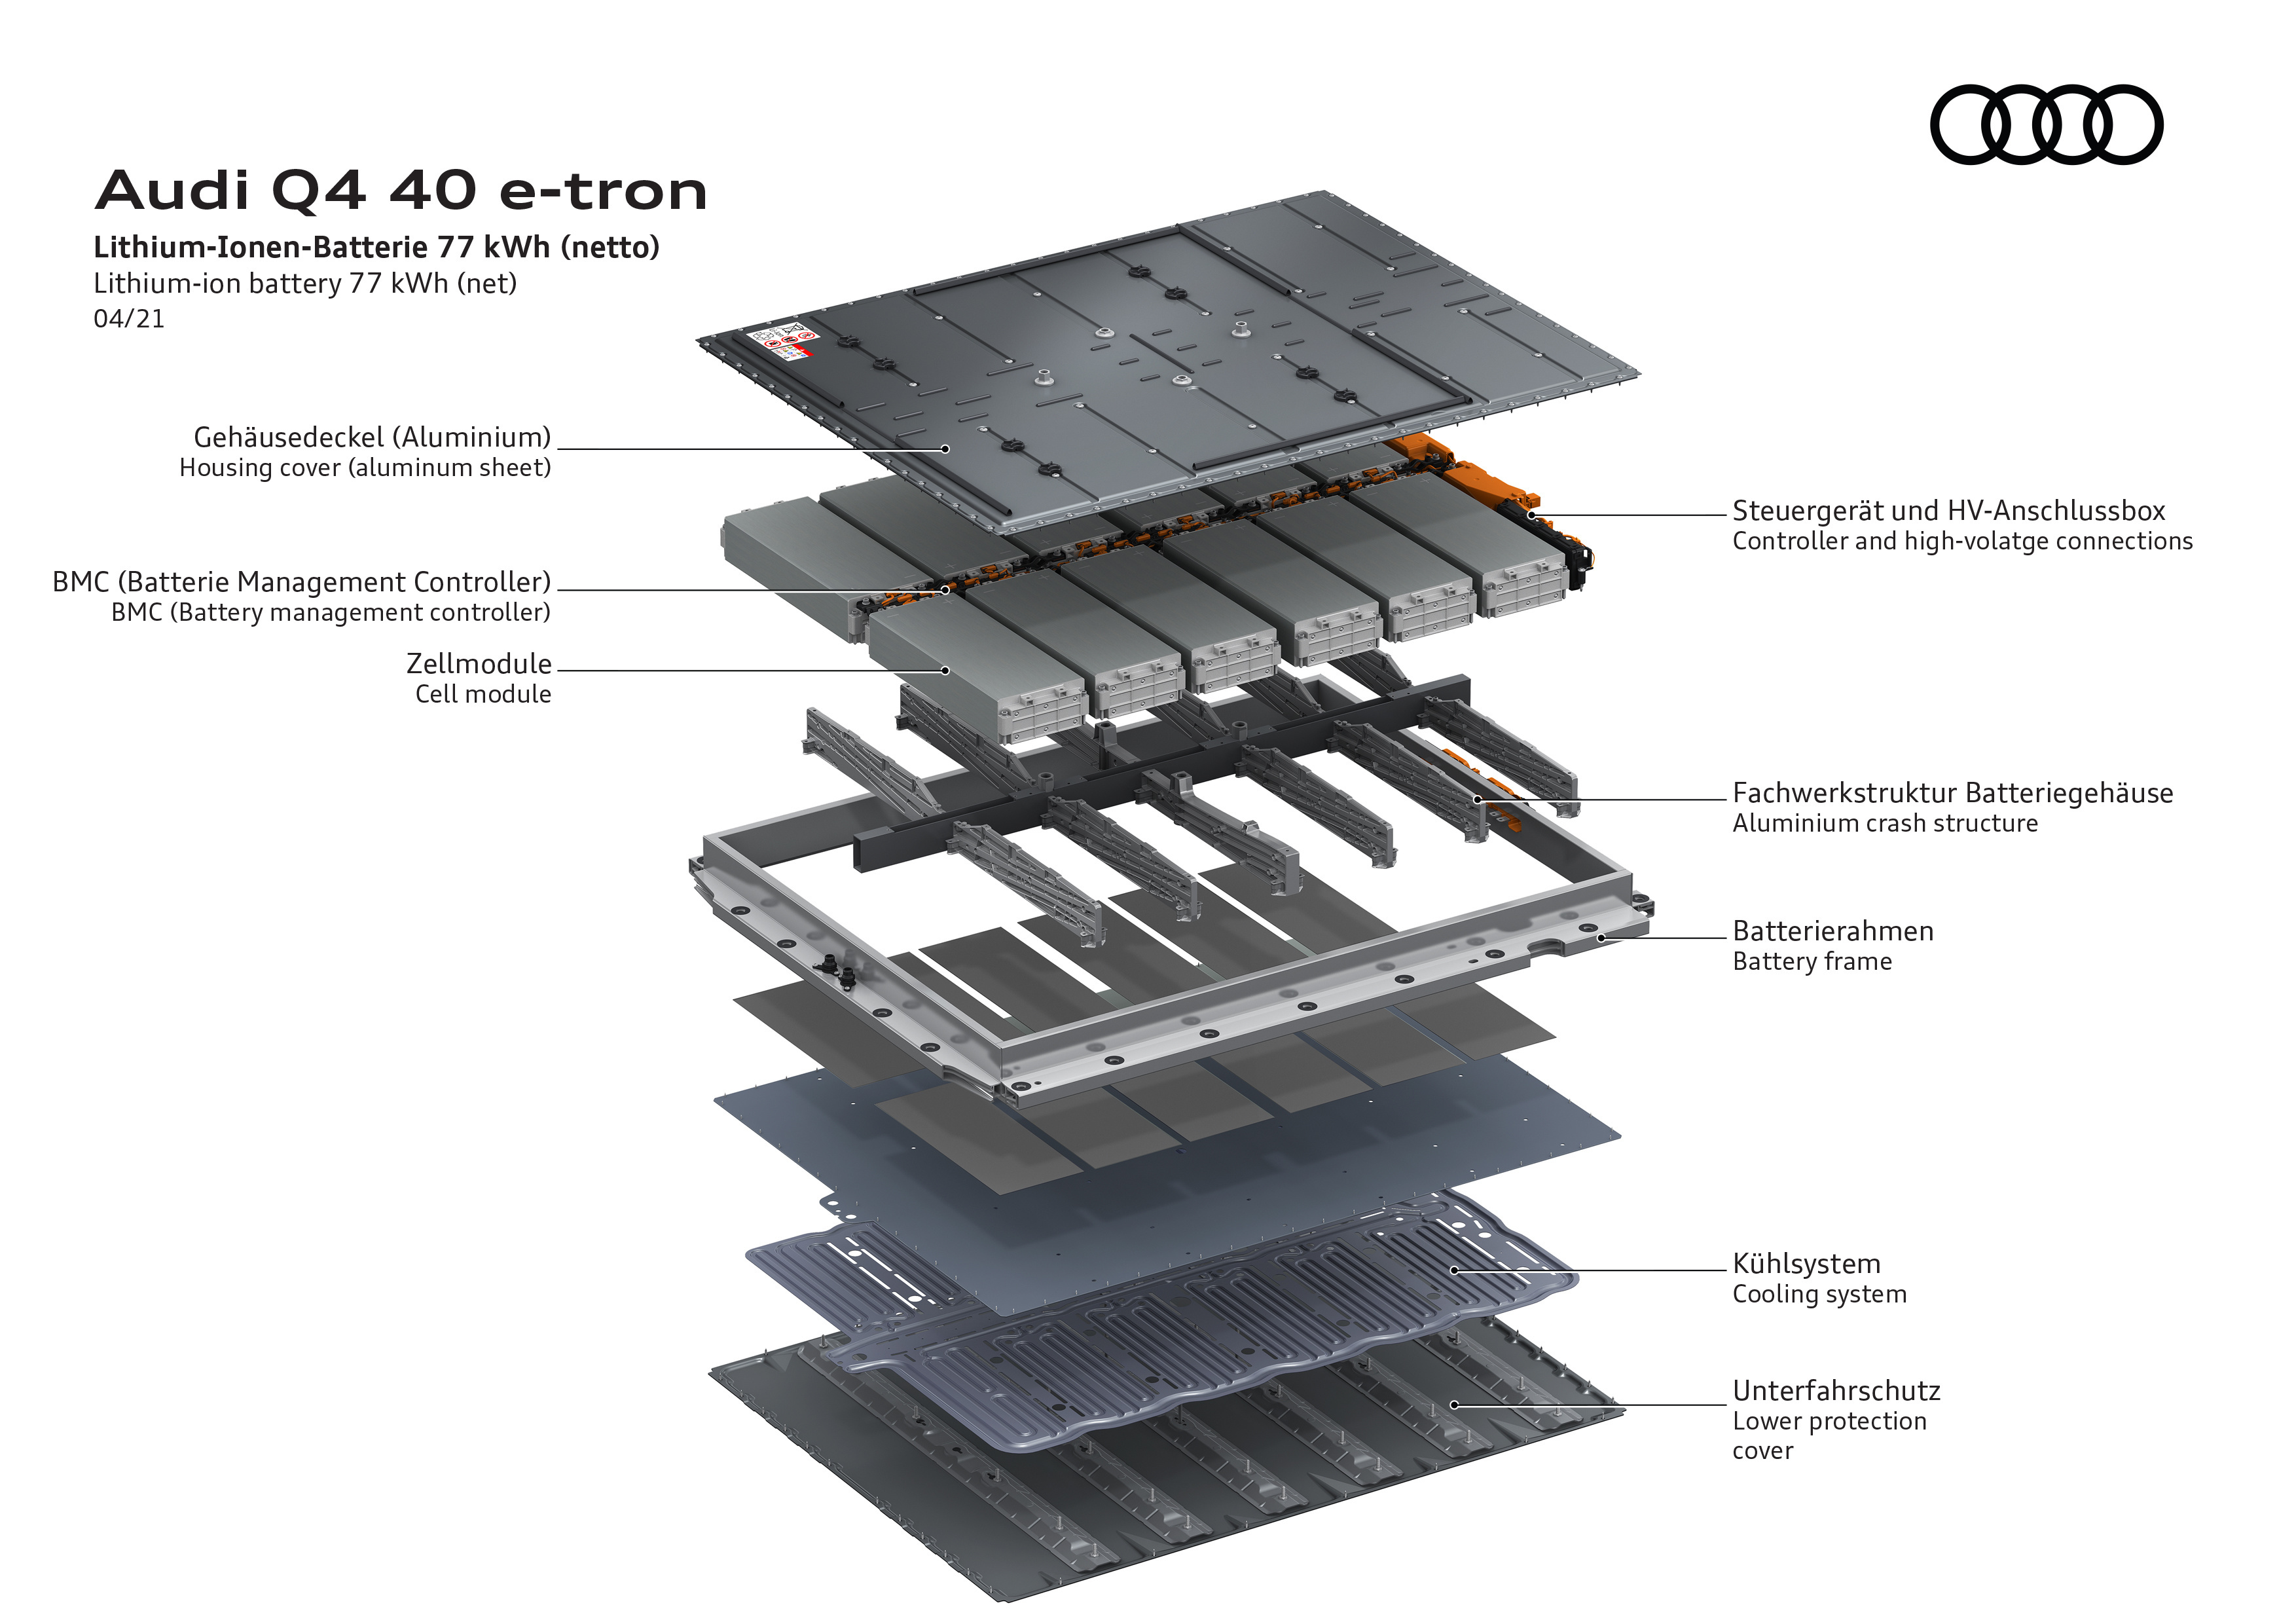 Audi Q4 40 e-tron
Lithium-Ionen-Batterie 77 kWh (netto)
Lithium-ion battery 77 kWh (net)
04/21
Gehäusedeckel (Aluminium)
Housing cover (aluminum sheet)
BMC (Batterie Management Controller)
BMC (Battery management controller)
Zellmodule
Cell module
Steuergerät und HV-Anschlussbox
Controller and high-volatge connections
Fachwerkstruktur Batteriegehäuse
Aluminium crash structure
Batterierahmen
Battery frame
Kühlsystem
Cooling system
Unterfahrschutz
Lower protection
cover